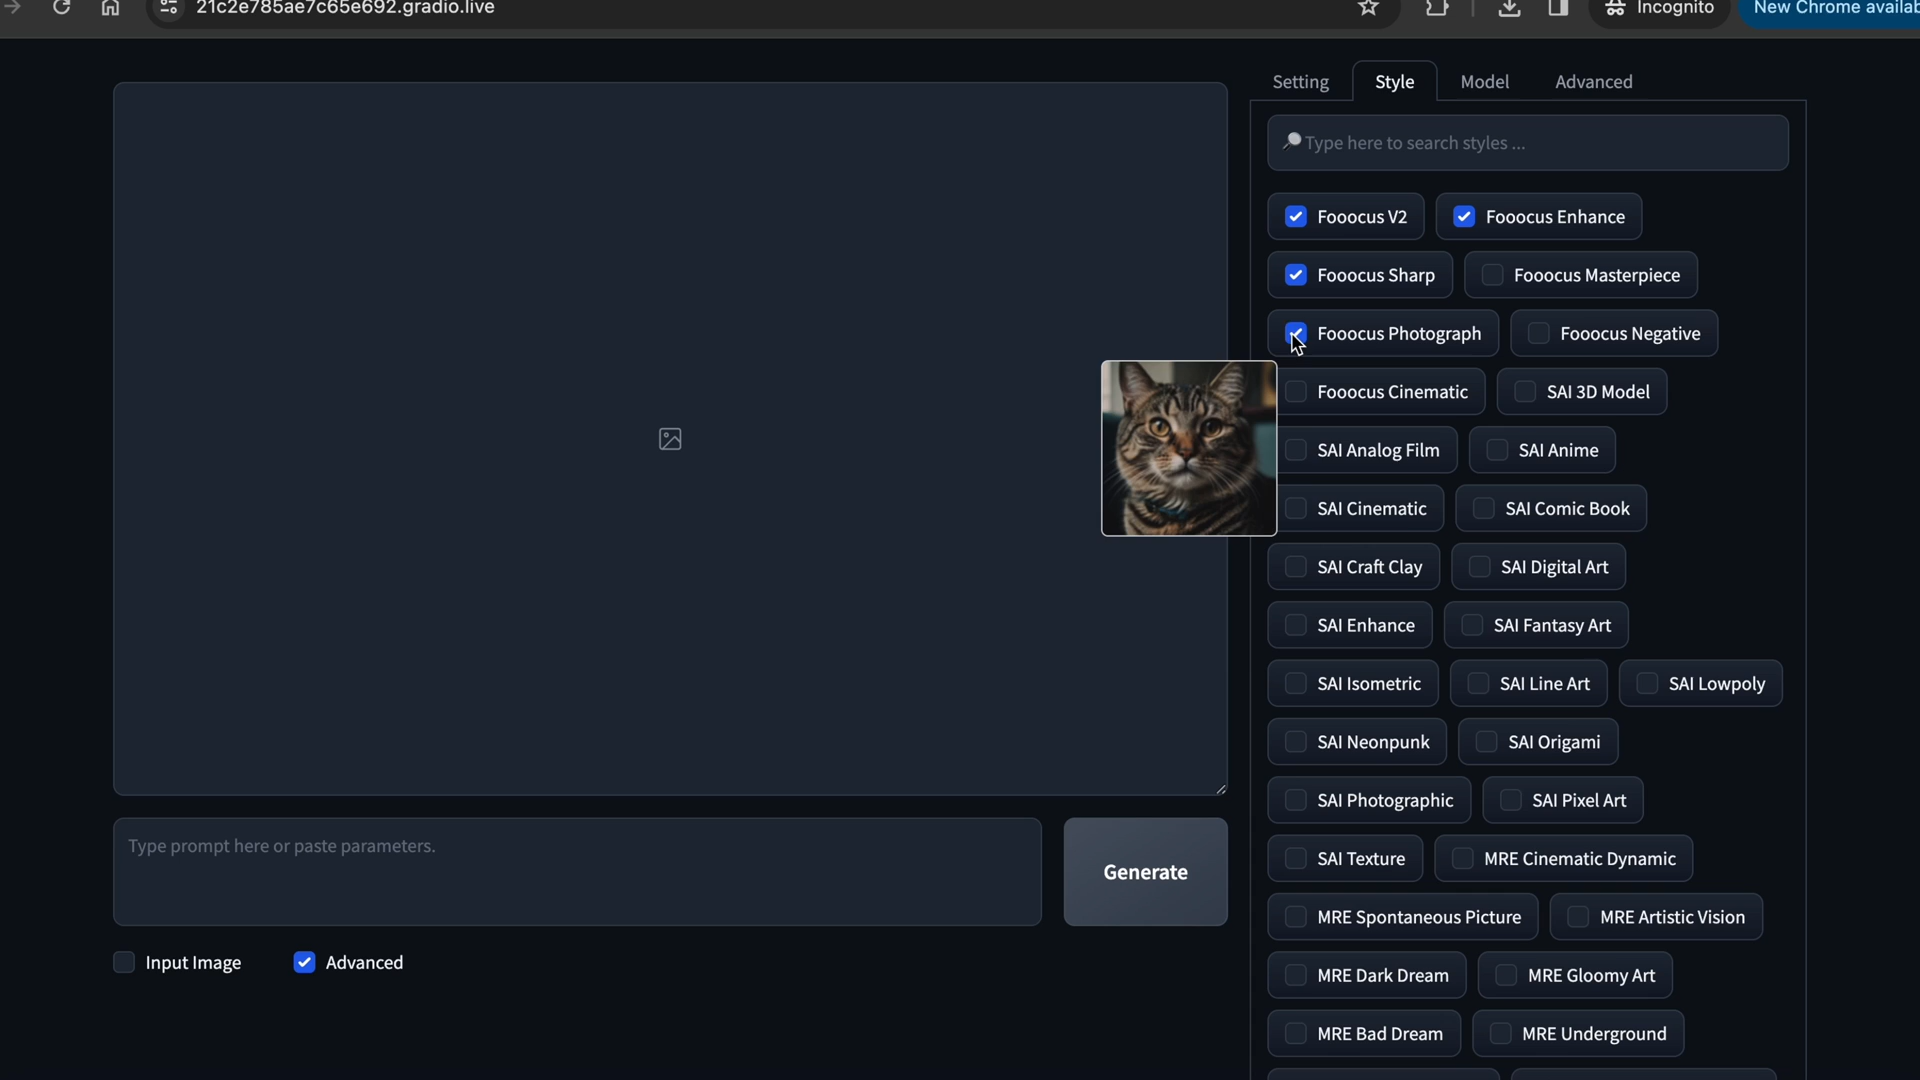 21c2e785ae7c65e692.gradio.live
Incognito
New Chrome availab
Setting Style Model Advanced
Type here to search styles ...
Fooocus V2 Fooocus Enhance
Fooocus Sharp Fooocus Masterpiece
Fooocus Photograph Fooocus Negative
Fooocus Cinematic SAI 3D Model
SAI Analog Film SAI Anime
SAI Cinematic SAI Comic Book
SAI Craft Clay SAI Digital Art
SAI Enhance SAI Fantasy Art
SAI Isometric SAI Line Art SAI Lowpoly
SAI Neonpunk SAI Origami
SAI Photographic SAI Pixel Art
SAI Texture MRE Cinematic Dynamic
MRE Spontaneous Picture MRE Artistic Vision
MRE Dark Dream MRE Gloomy Art
MRE Bad Dream MRE Underground
Type prompt here or paste parameters.
Generate
Input Image Advanced